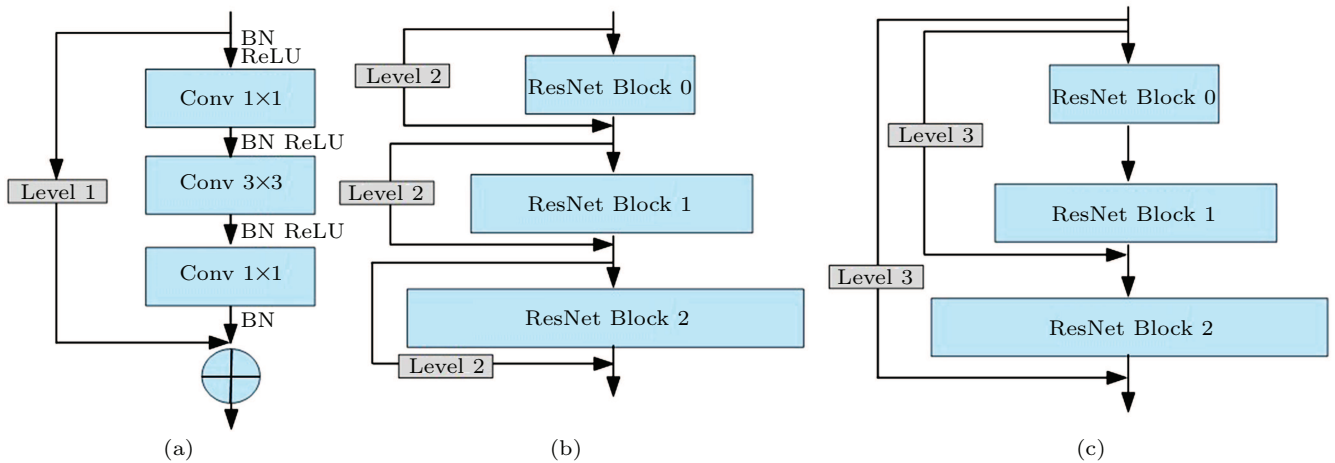 BN
ReLU
Conv 1×1
BN ReLU
Level 1
Conv 3×3
BN ReLU
Conv 1×1
BN
(a)
Level 2
ResNet Block 0
Level 2
ResNet Block 1
ResNet Block 2
Level 2
(b)
ResNet Block 0
Level 3
ResNet Block 1
Level 3
ResNet Block 2
(c)